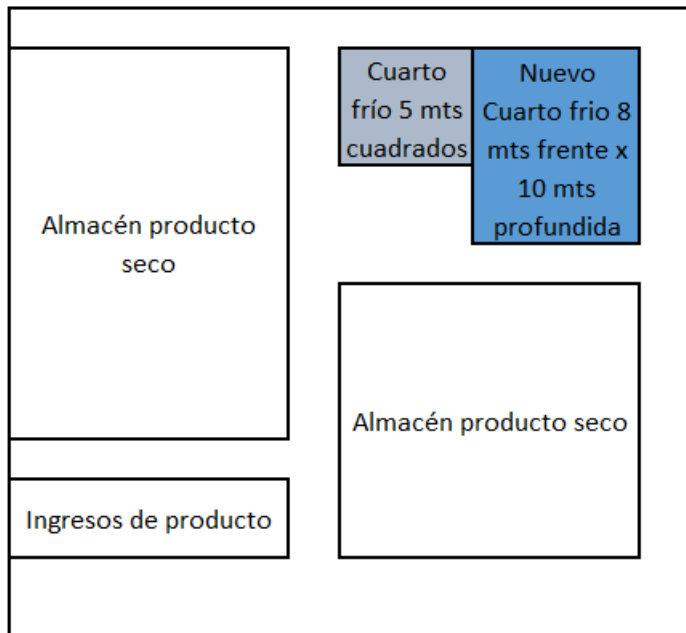 Cuarto
frío 5 mts
cuadrados
Nuevo
Cuarto frio 8
mts frente x
10 mts
profundida
Almacén producto
seco
Almacén producto seco
Ingresos de producto